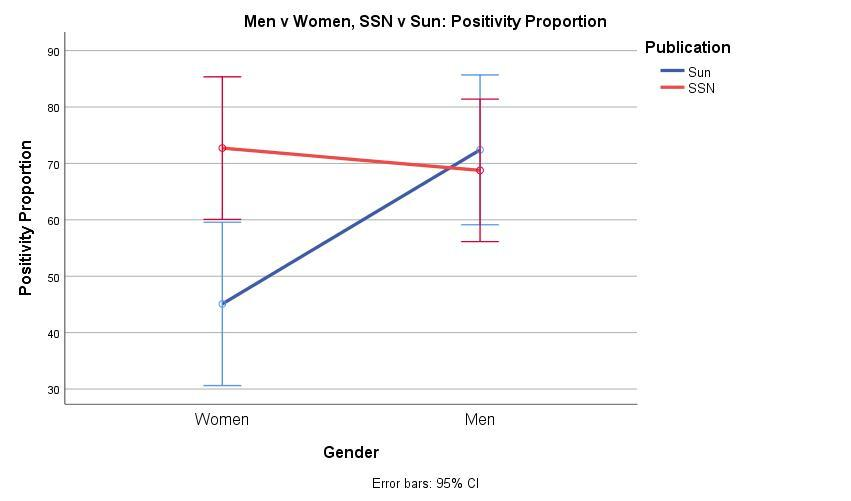 Men v Women, SSN v Sun: Positivity Proportion
Publication
Sun
SSN
Positivity Proportion
90
80
70
60
50
40
30
Women
Men
Gender
Error bars: 95% CI